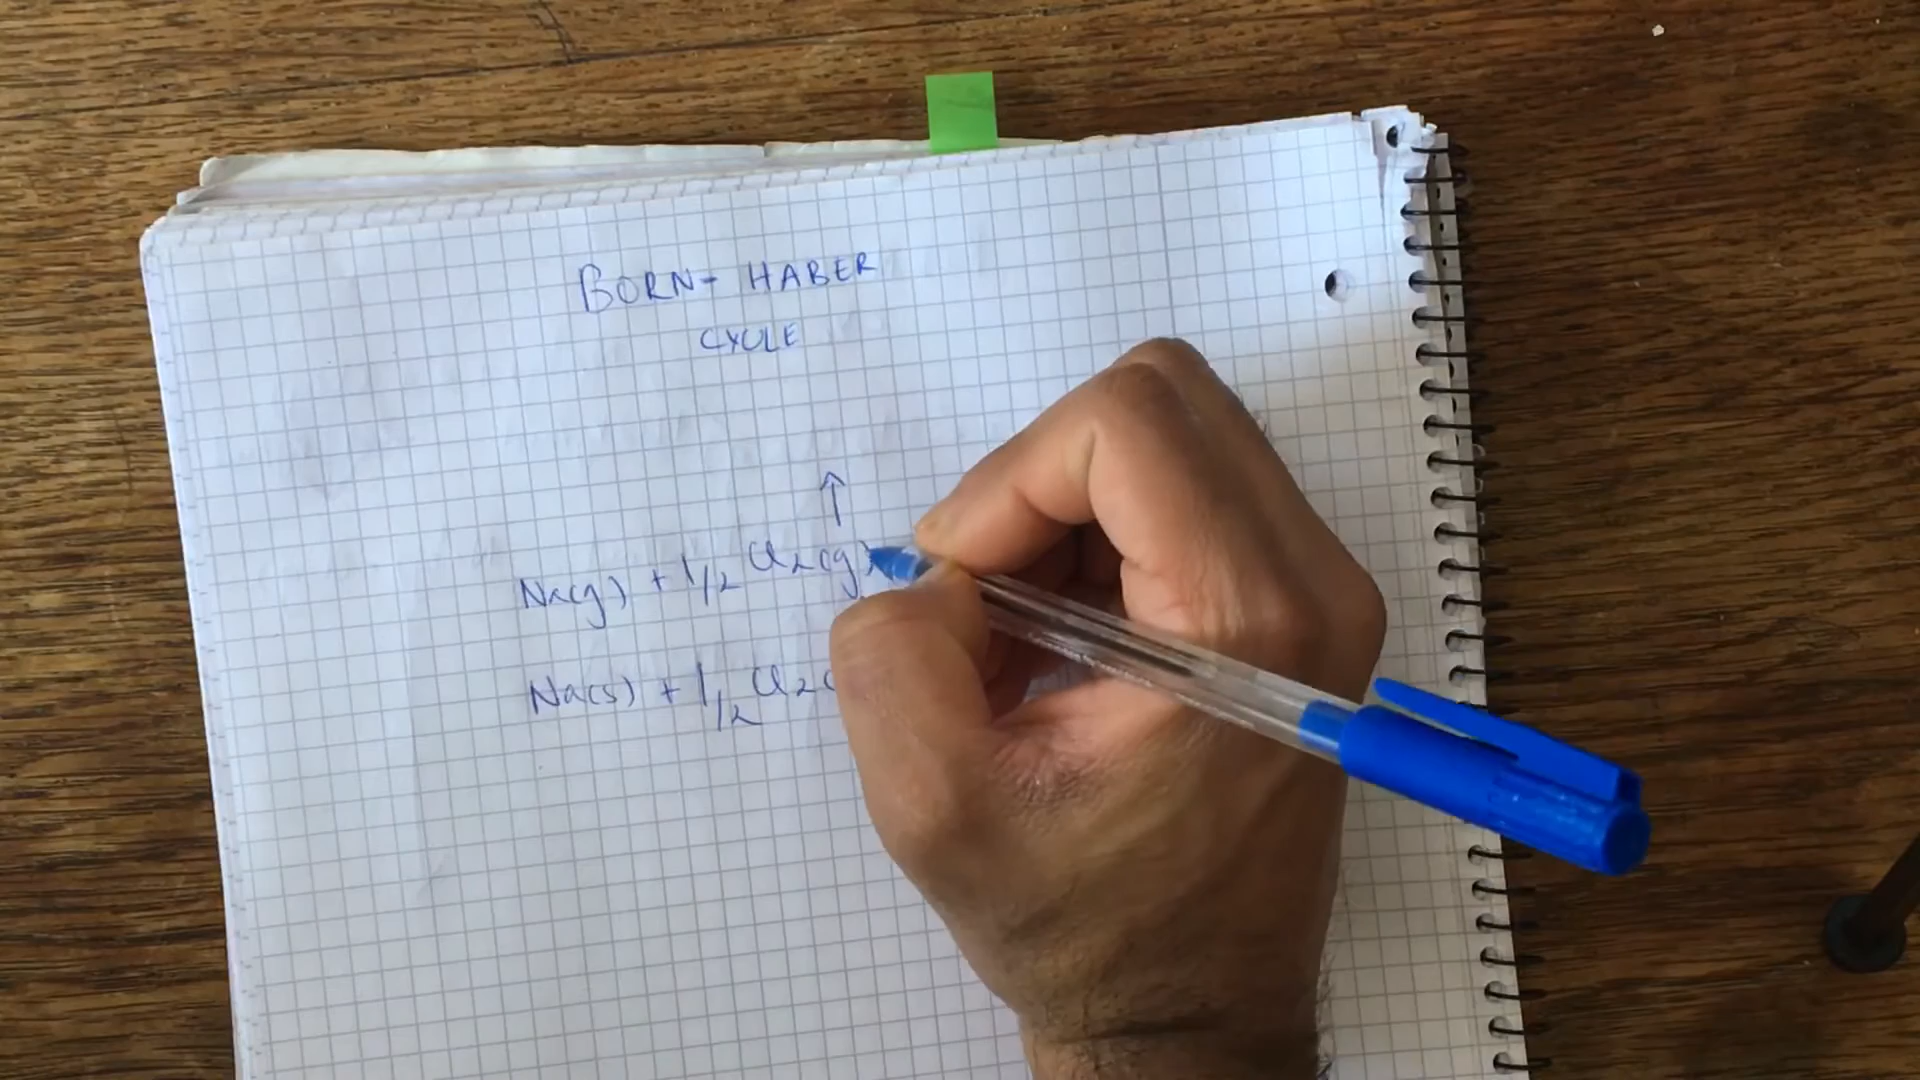 BORN- HABER
CYCLE
↑
Na(g) + 1/2 Cl2(g)
Na(s) + 1/2 Cl2(